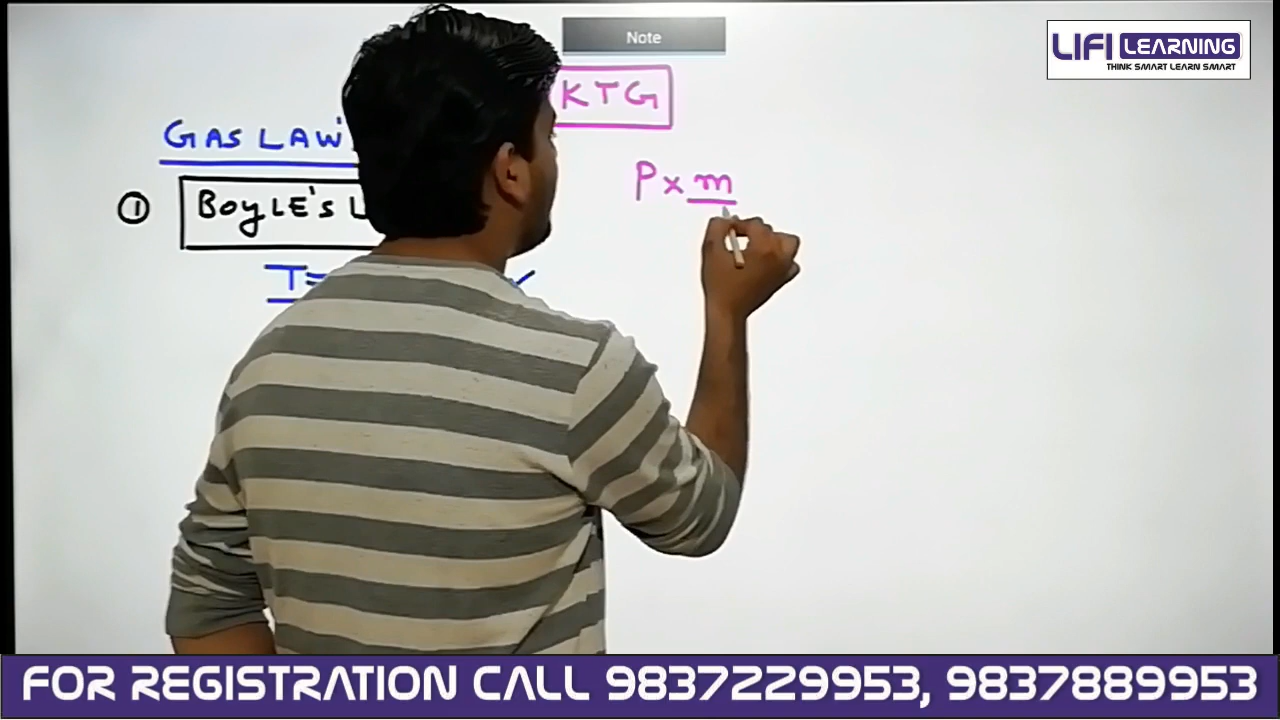 Note
LIFI LEARNING
THINK SMART LEARN SMART
KTG
GAS LAW'
P x m
① BOYLE'S L
T=
FOR REGISTRATION CALL 9837229953, 9837889953